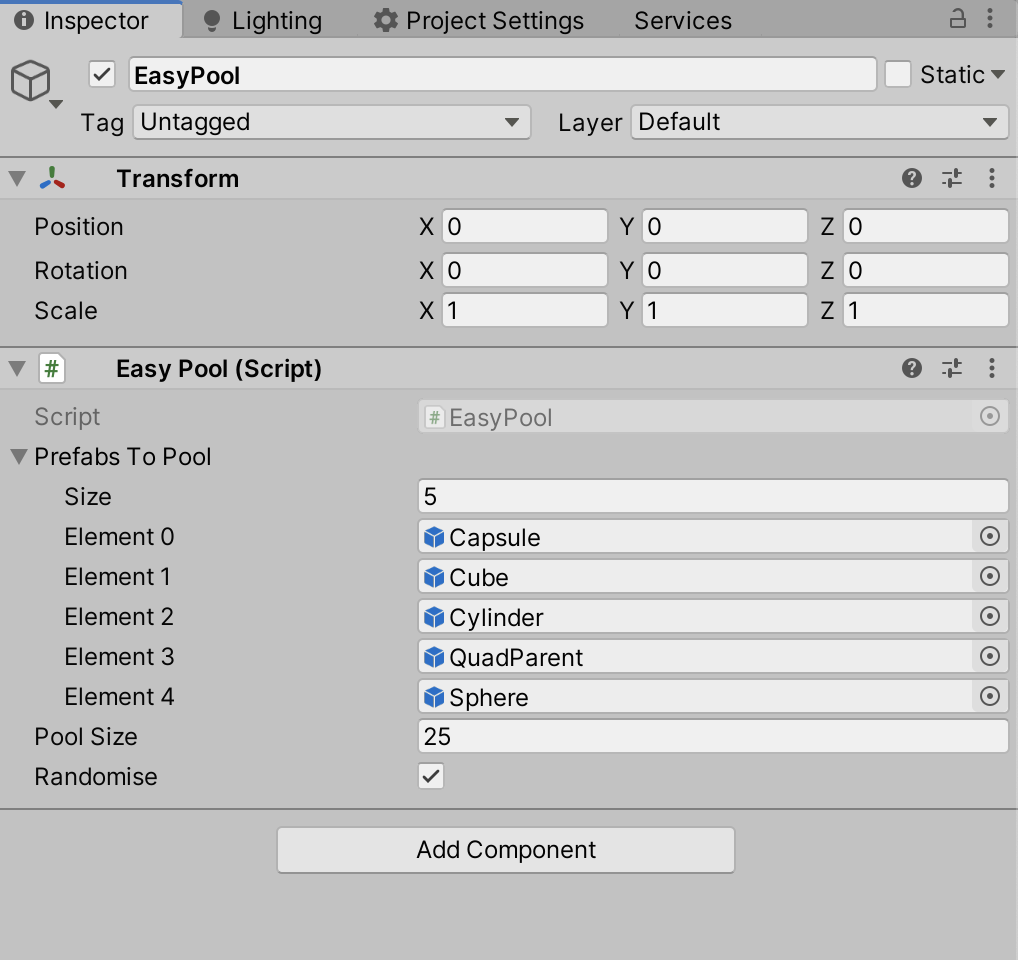 Inspector Lighting Project Settings Services
EasyPool Static
Tag Untagged Layer Default
Transform
Position X 0 Y 0 Z 0
Rotation X 0 Y 0 Z 0
Scale X 1 Y 1 Z 1
# Easy Pool (Script)
Script # EasyPool
Prefabs To Pool
Size 5
Element 0 Capsule
Element 1 Cube
Element 2 Cylinder
Element 3 QuadParent
Element 4 Sphere
Pool Size 25
Randomise
Add Component